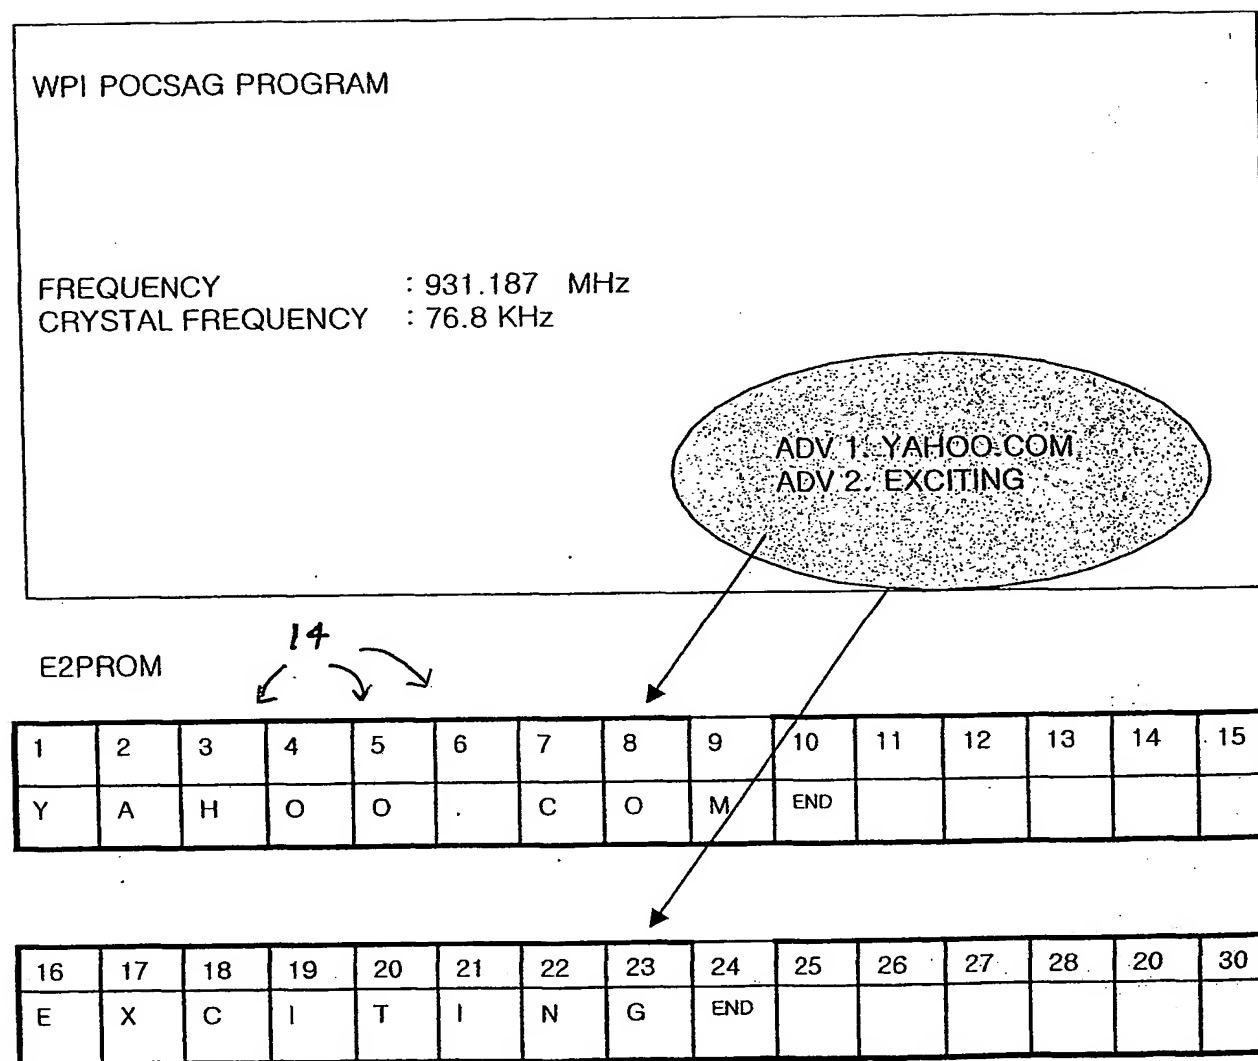 WPI POCSAG PROGRAM
FREQUENCY : 931.187 MHz
CRYSTAL FREQUENCY : 76.8 KHz
ADV 1. YAHOO.COM
ADV 2. EXCITING
14
E2PROM
1 2 3 4 5 6 7 8 9 10 11 12 13 14 15
Y A H O O . C O M END
16 17 18 19 20 21 22 23 24 25 26 27 28 20 30
E X C I T I N G END